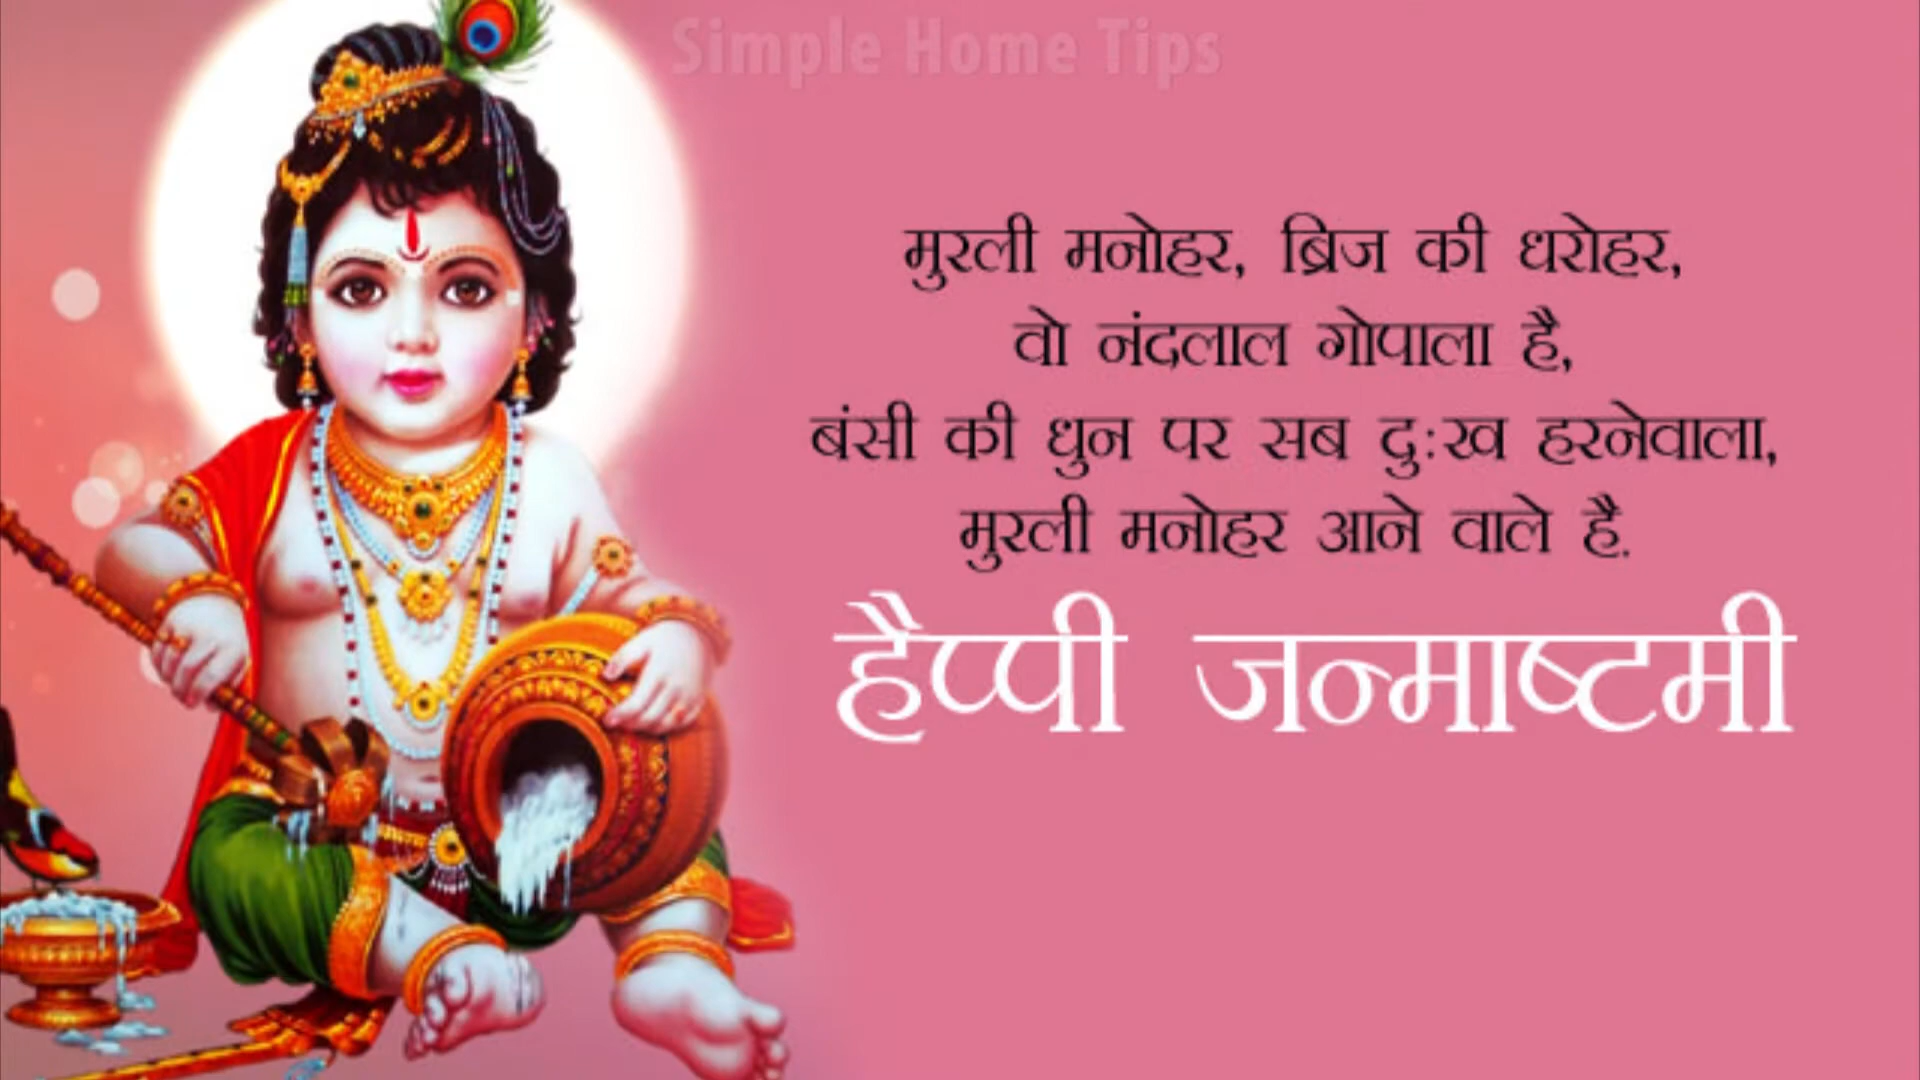 Simple Home Tips
मुरली मनोहर, ब्रिज की धरोहर,
वो नंदलाल गोपाला है,
बंसी की धुन पर सब दुःख हरनेवाला,
मुरली मनोहर आने वाले है.
हैप्पी जन्माष्टमी